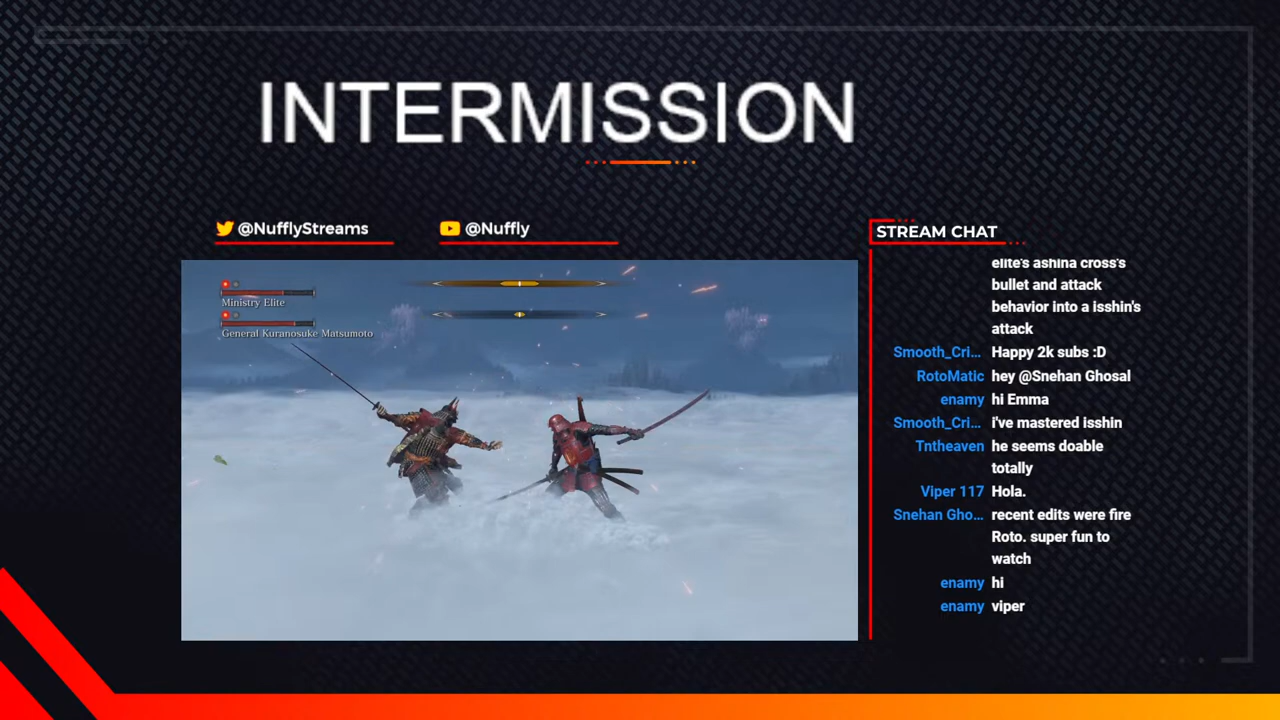 INTERMISSION
@NufflyStreams
@Nuffly
STREAM CHAT
Ministry Elite
General Kuranosuke Matsumoto
elite's ashina cross's
bullet and attack
behavior into a isshin's
attack
Smooth_Cri... Happy 2k subs :D
RotoMatic hey @Snehan Ghosal
enamy hi Emma
Smooth_Cri... i've mastered isshin
Tntheaven he seems doable
totally
Viper 117 Hola.
Snehan Gho... recent edits were fire
Roto. super fun to
watch
enamy hi
enamy viper